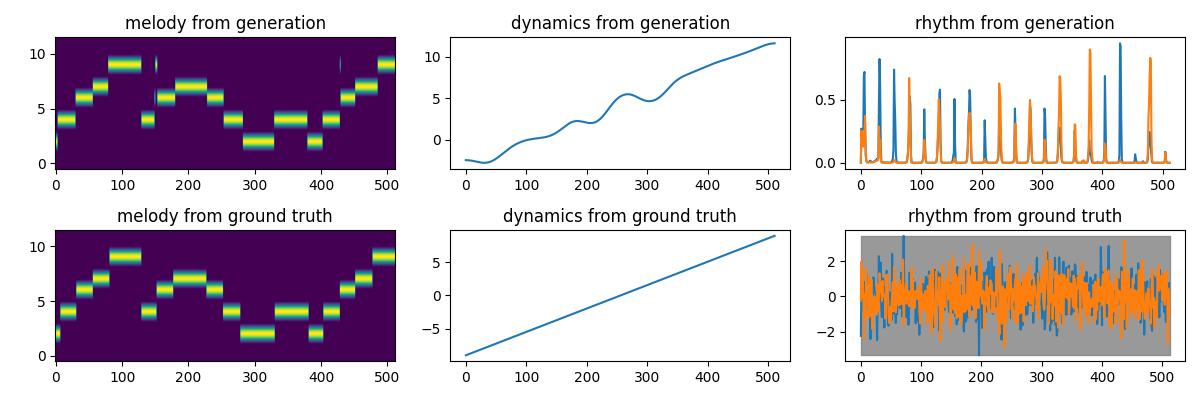 melody from generation
10
5
0
0 100 200 300 400 500
dynamics from generation
10
5
0
0 100 200 300 400 500
rhythm from generation
0.5
0.0
0 100 200 300 400 500
melody from ground truth
10
5
0
0 100 200 300 400 500
dynamics from ground truth
5
0
−5
0 100 200 300 400 500
rhythm from ground truth
2
0
−2
0 100 200 300 400 500